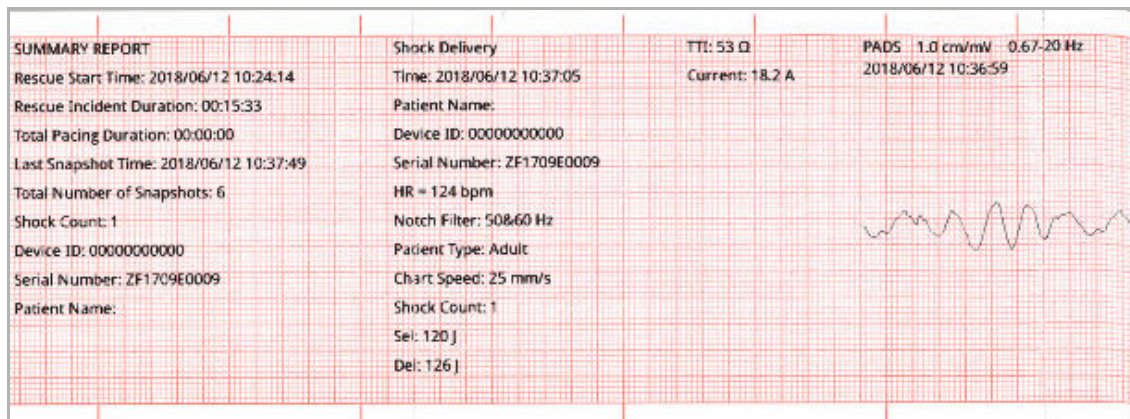 SUMMARY REPORT
Rescue Start Time: 2018/06/12 10:24:14
Rescue Incident Duration: 00:15:33
Total Pacing Duration: 00:00:00
Last Snapshot Time: 2018/06/12 10:37:49
Total Number of Snapshots: 6
Shock Count: 1
Device ID: 00000000000
Serial Number: ZF1709E0009
Patient Name:
Shock Delivery
Time: 2018/06/12 10:37:05
Patient Name:
Device ID: 00000000000
Serial Number: ZF1709E0009
HR = 124 bpm
Notch Filter: 50&60 Hz
Patient Type: Adult
Chart Speed: 25 mm/s
Shock Count: 1
Sel: 120 J
Del: 126 J
TTI: 53 Ω
Current: 18.2 A
PADS 1.0 cm/mV 0.67-20 Hz
2018/06/12 10:36:59